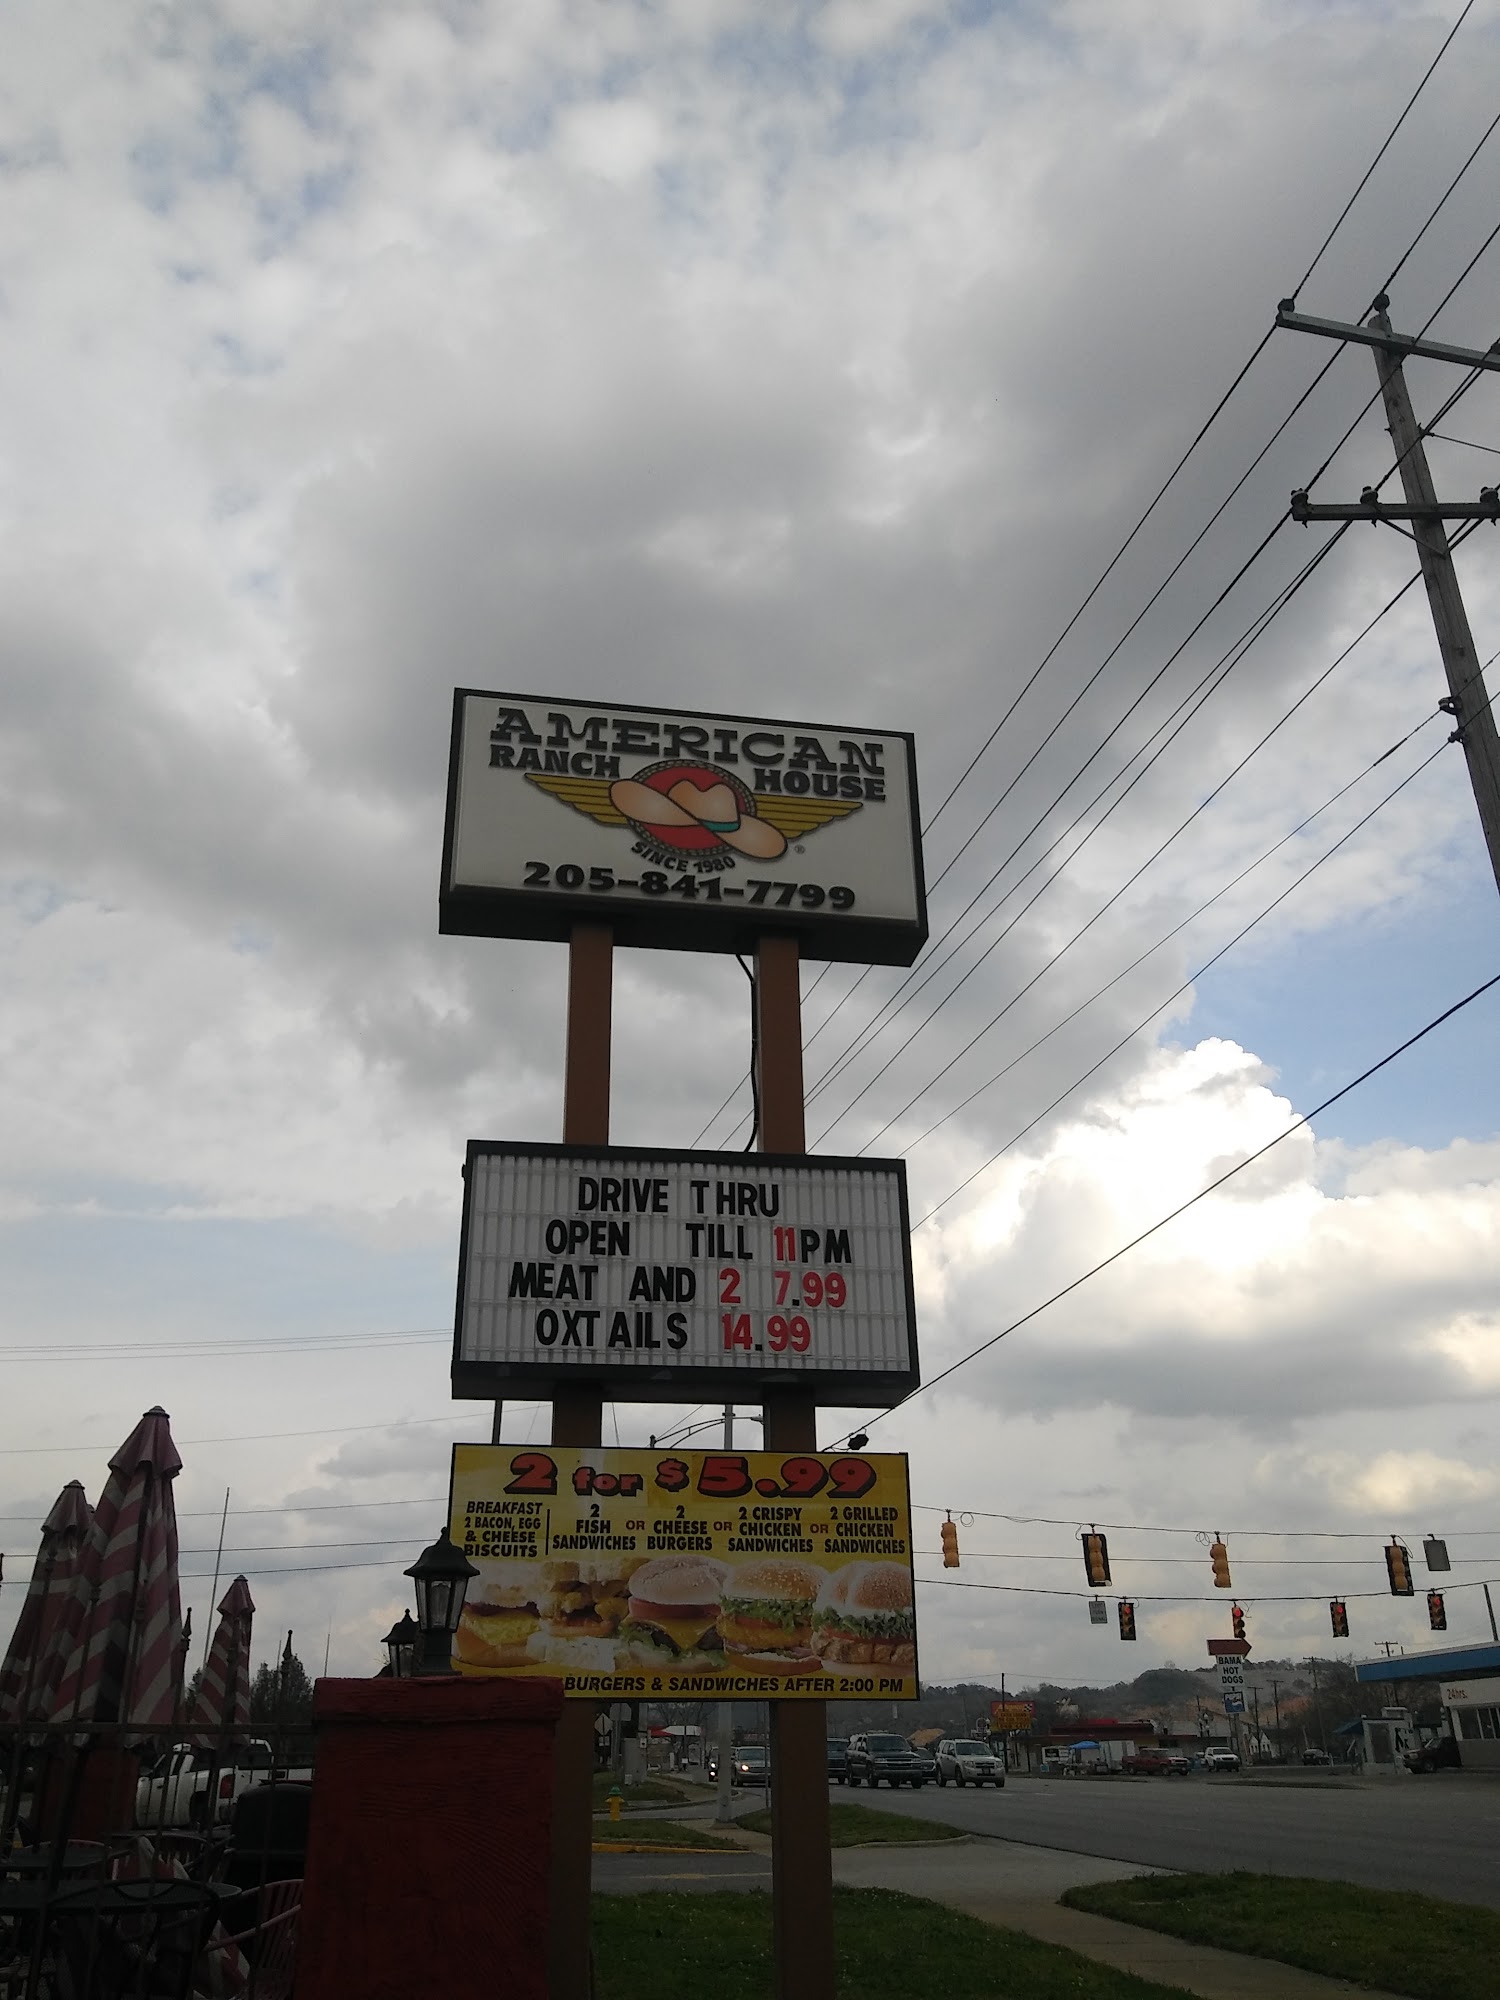 AMERICAN
RANCH HOUSE
SINCE 1980
®
205-841-7799
DRIVE THRU
OPEN TILL 11PM
MEAT AND 2 7.99
OXTAILS 14.99
2 for $5.99
BREAKFAST
2 BACON, EGG
& CHEESE
BISCUITS
2
FISH
SANDWICHES
OR
2
CHEESE
BURGERS
OR
2 CRISPY
CHICKEN
SANDWICHES
OR
2 GRILLED
CHICKEN
SANDWICHES
BURGERS & SANDWICHES AFTER 2:00 PM
BAMA
HOT
DOGS
24hrs.